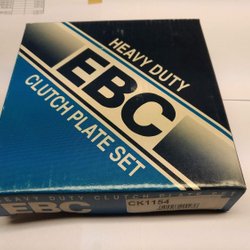 HEAVY DUTY
EBC
CLUTCH PLATE SET
HEAVY DUTY CLUTCH
EBC
CK1154